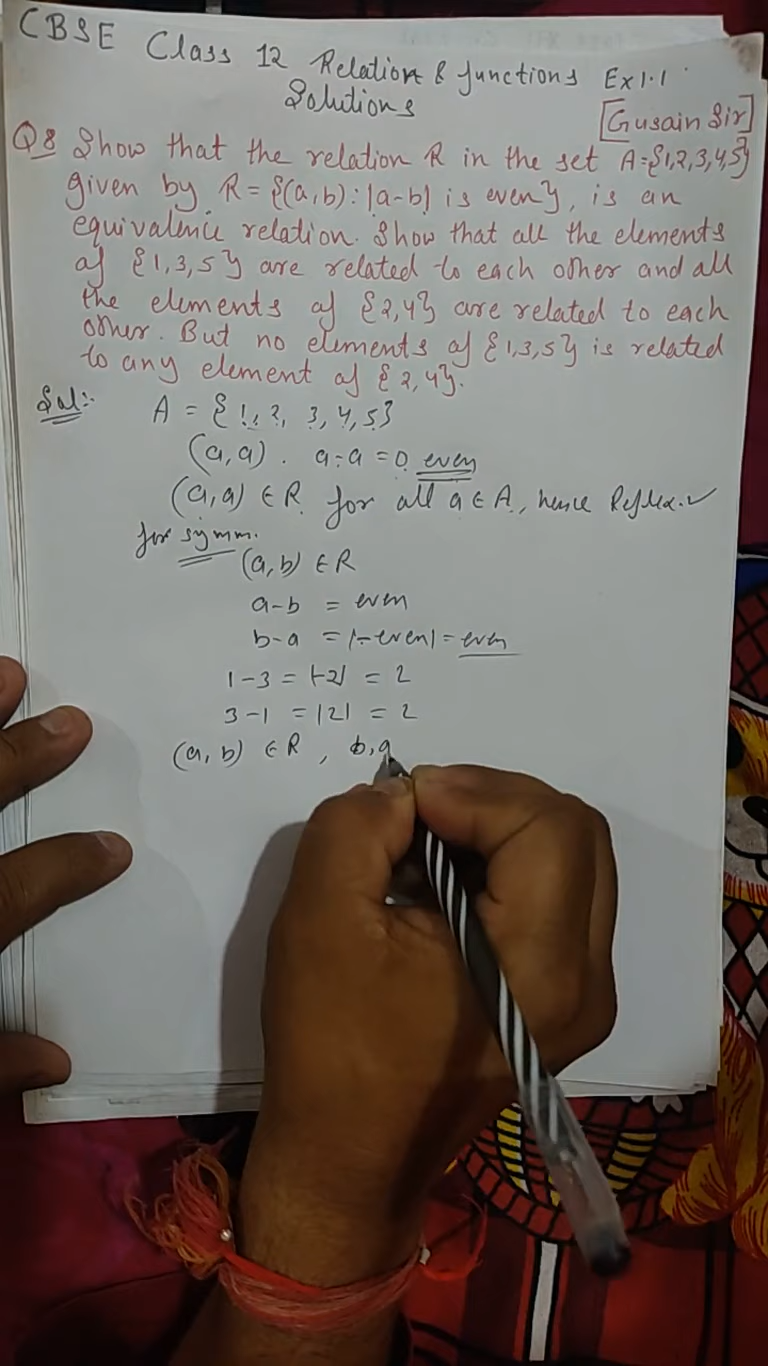 CBSE Class 12 Relation & functions Ex 1.1
Solutions
[Gusain Sir]
Q8 Show that the relation R in the set A={1,2,3,4,5}
given by R = {(a,b) : |a-b| is even}, is an
equivalence relation. Show that all the elements
of {1,3,5} are related to each other and all
the elements of {2,4} are related to each
other. But no elements of {1,3,5} is related
to any element of {2,4}.
Sol:- A = {1, 2, 3, 4, 5}
(a,a) . a-a = 0 even
(a,a) ∈ R for all a ∈ A, hence
for symm.
(a,b) ∈ R
a-b = even
b-a = |-even| = even
1-3 = |-2| = 2
3-1 = |2| = 2
(a,b) ∈ R , b,a